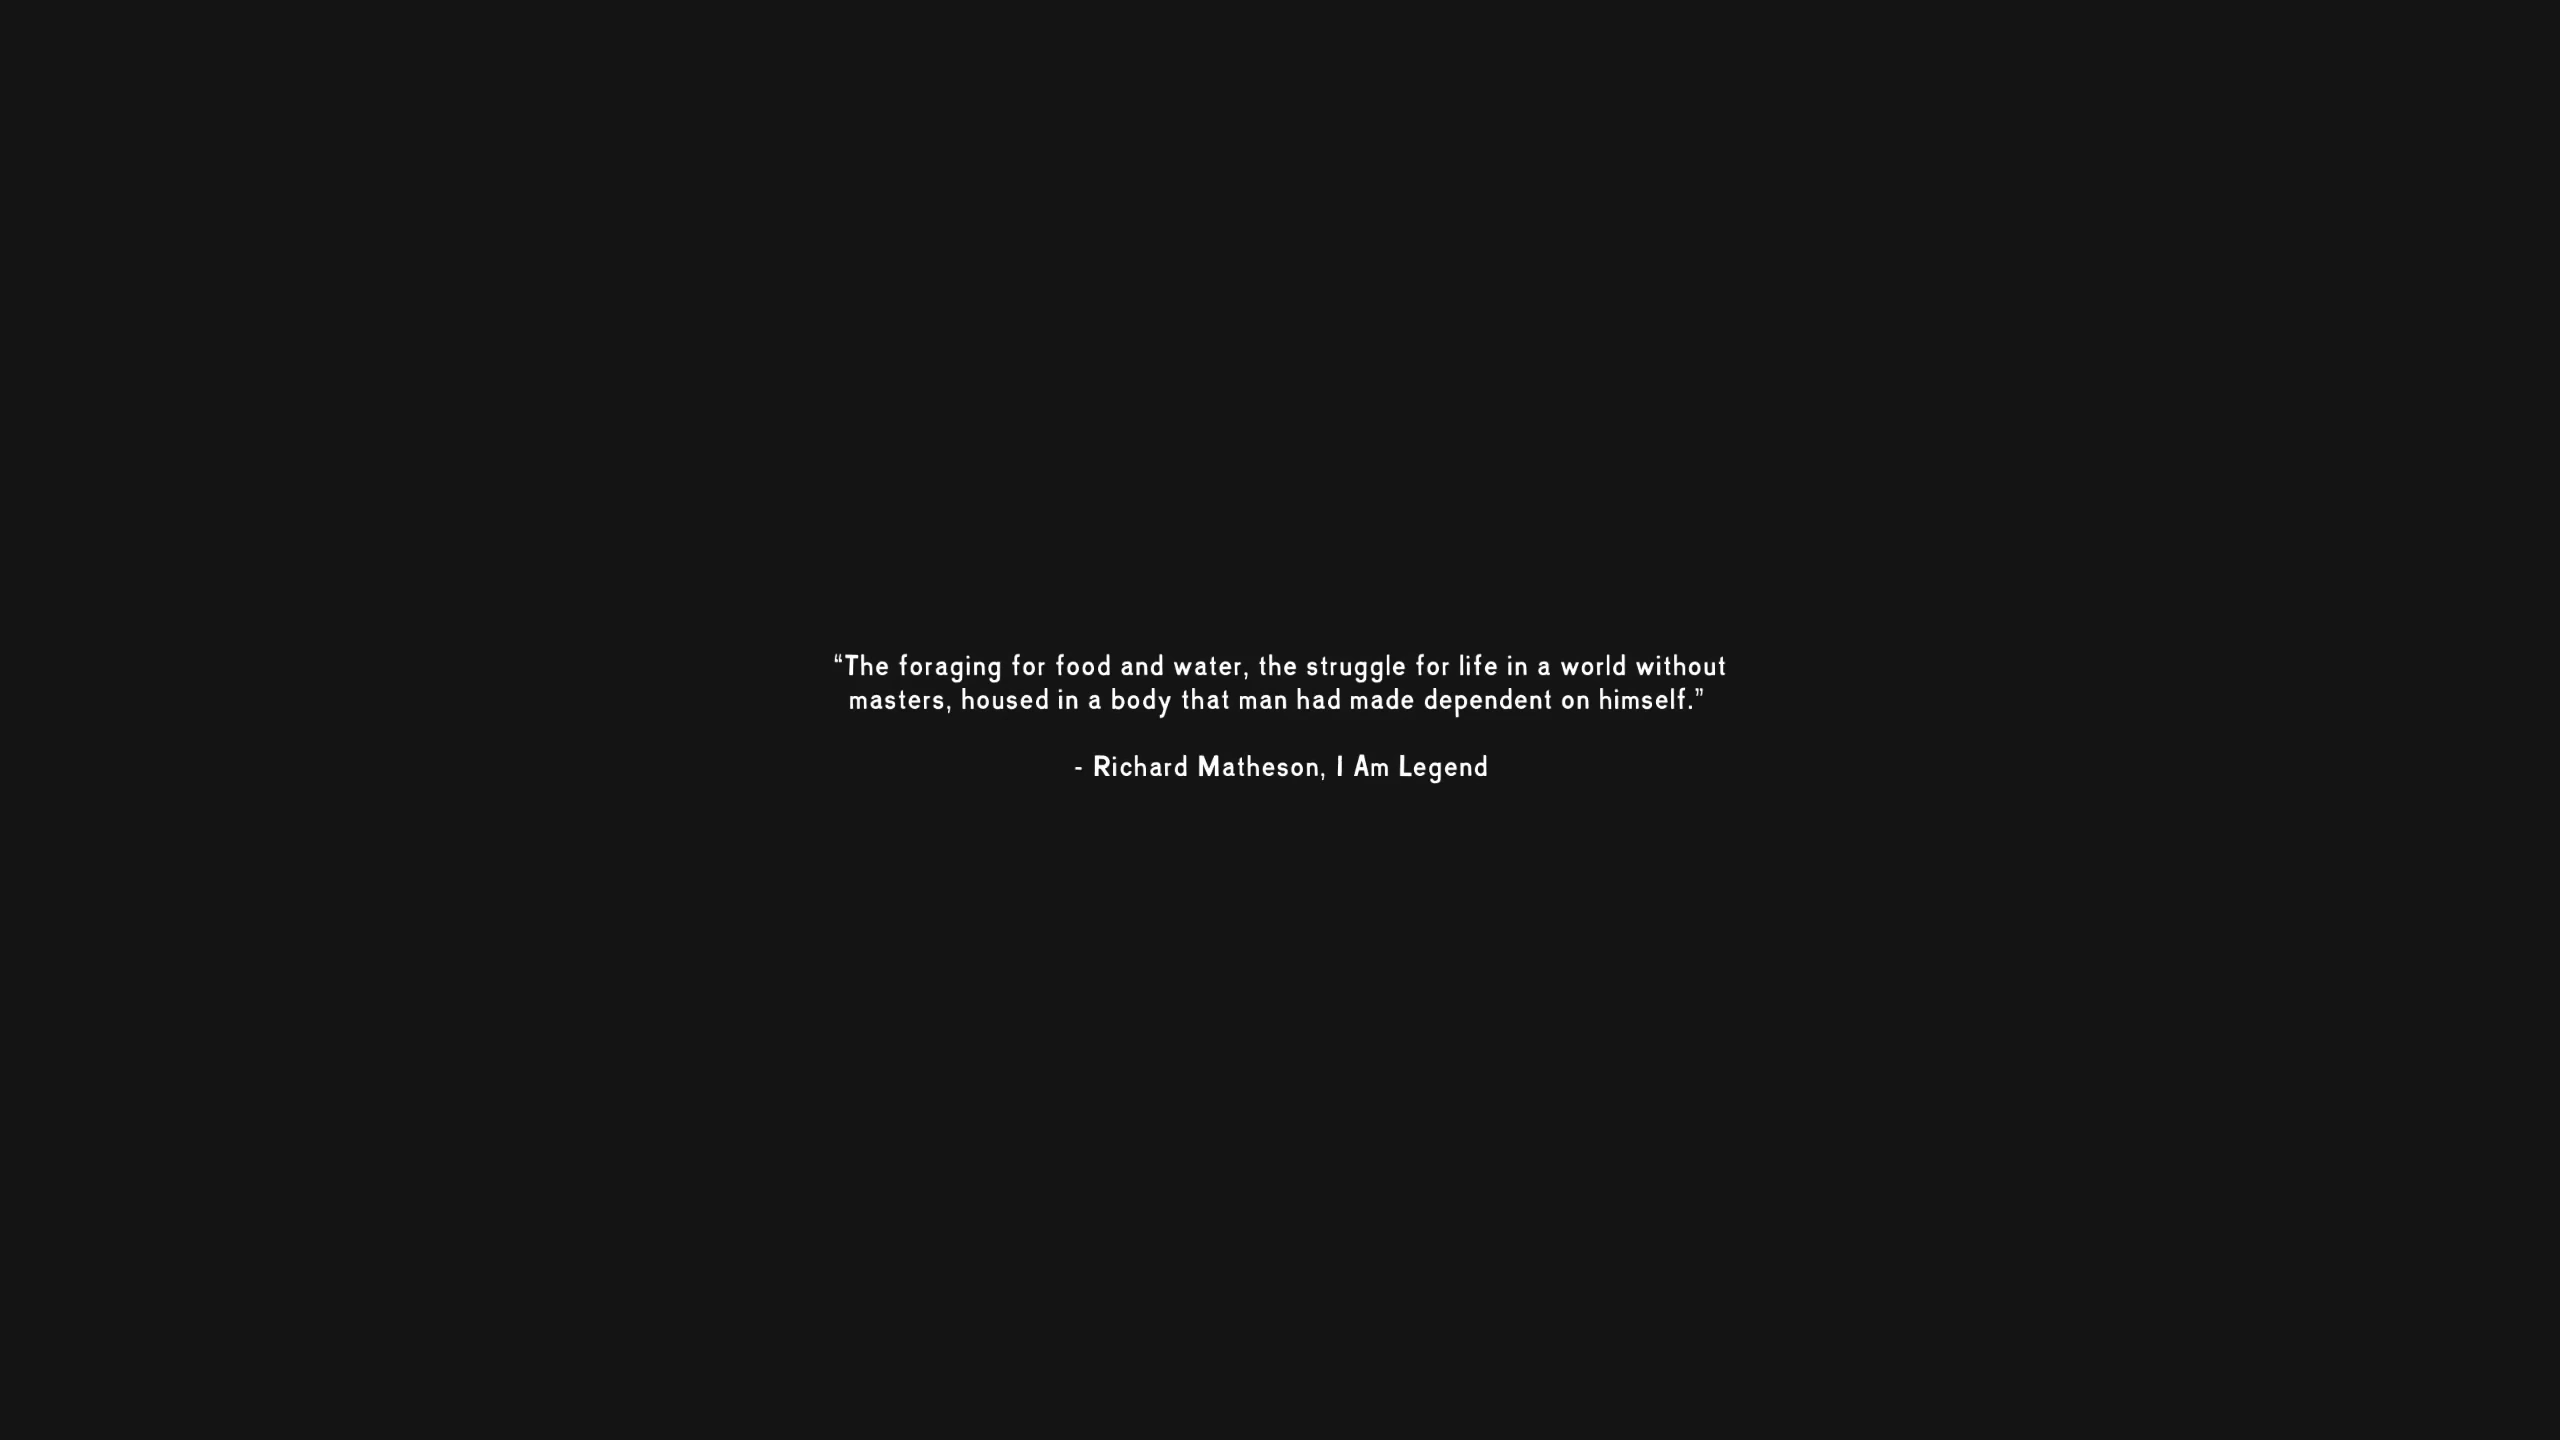 “The foraging for food and water, the struggle for life in a world without
masters, housed in a body that man had made dependent on himself.”
- Richard Matheson, I Am Legend